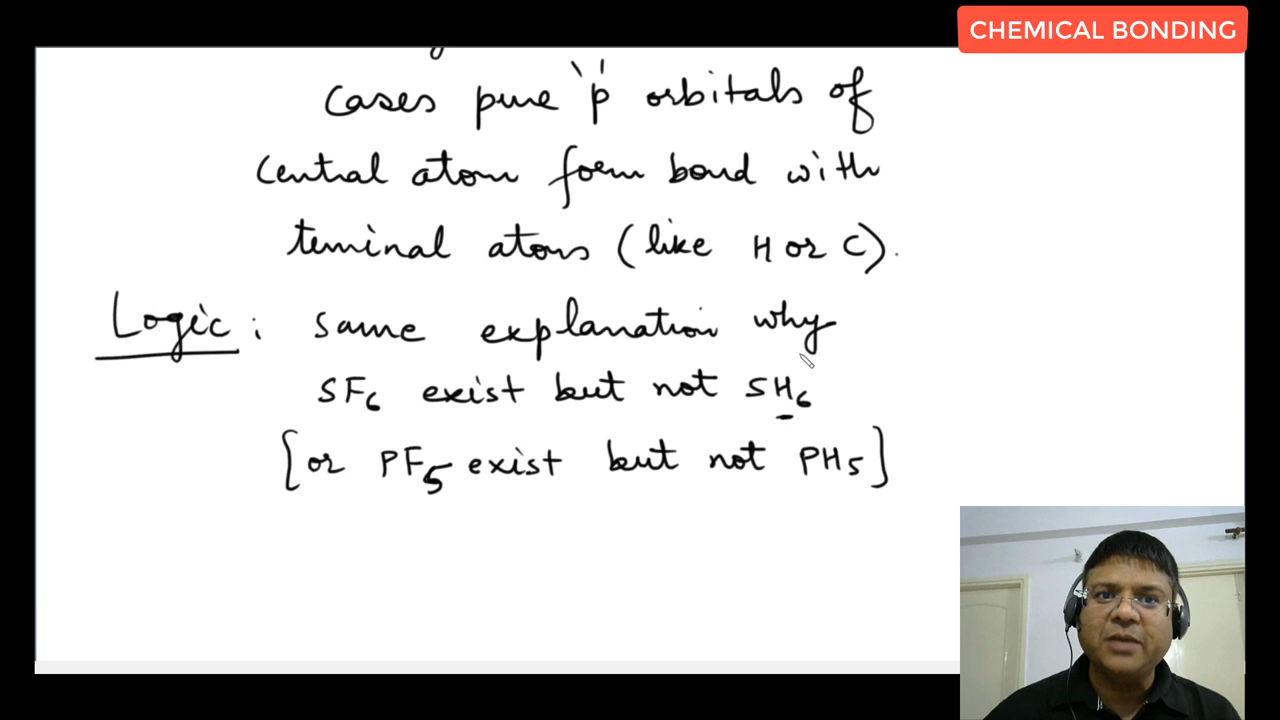 CHEMICAL BONDING
cases pure 'p' orbitals of
central atom form bond with
teminal atoms (like H or C).
Logic: same explanation why
SF6 exist but not SH6
[or PF5 exist but not PH5]